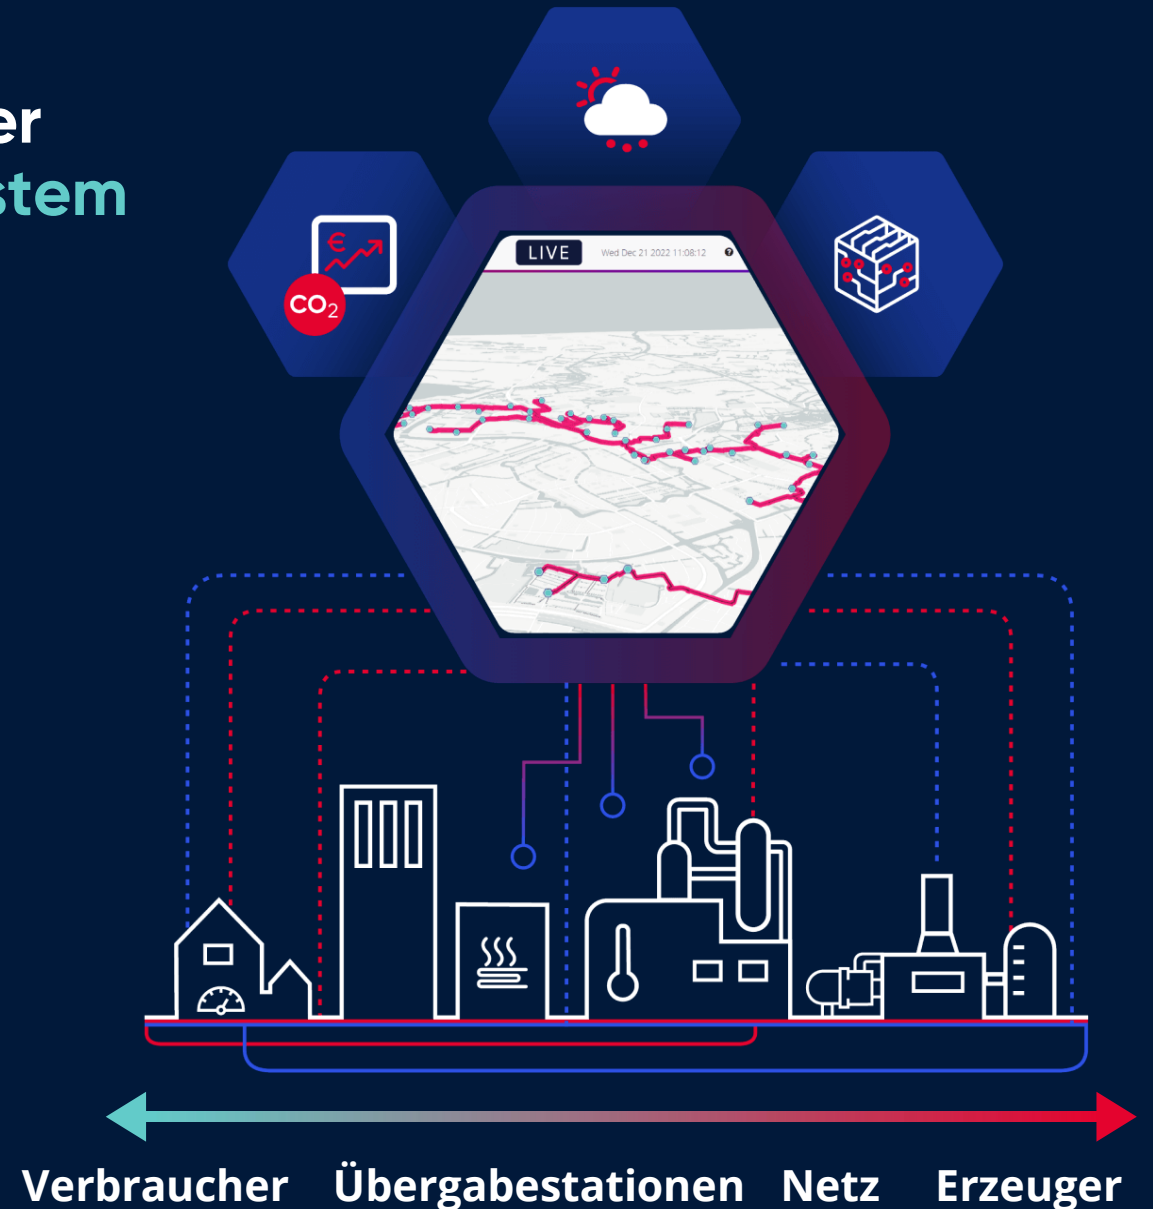 er
stem
LIVE Wed Dec 21 2022 11:08:12 ?
€
CO₂
Verbraucher Übergabestationen Netz Erzeuger